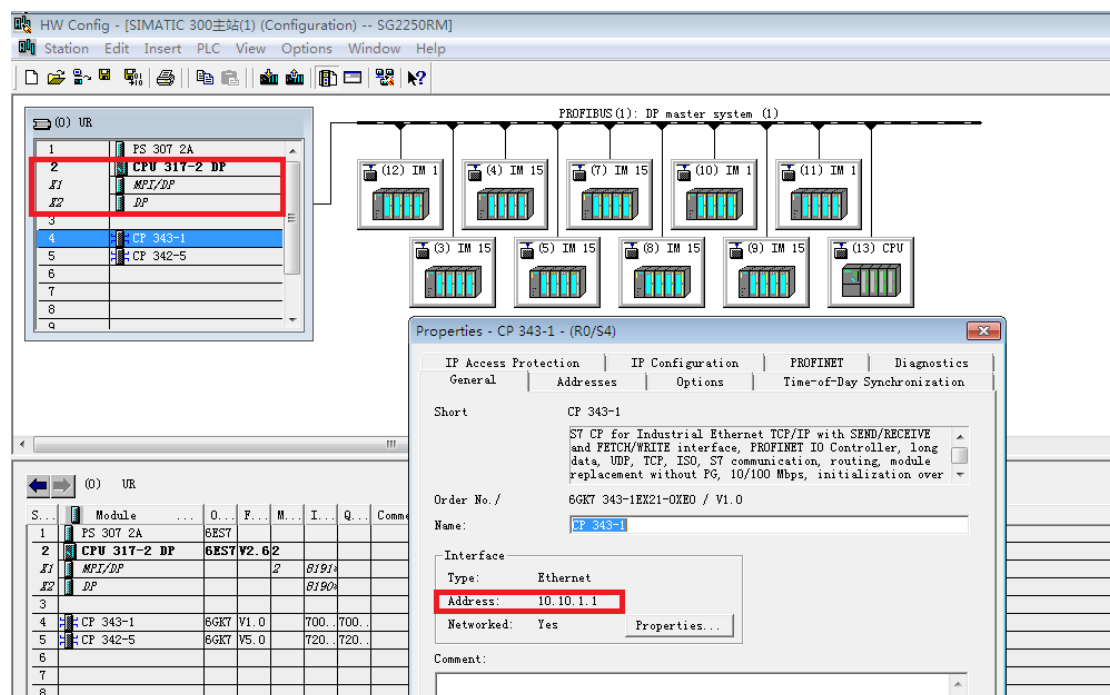 HW Config - [SIMATIC 300主站(1) (Configuration) -- SG2250RM]
Station Edit Insert PLC View Options Window Help
(0) UR
1 PS 307 2A
2 CPU 317-2 DP
X1 MPI/DP
X2 DP
3
4 CP 343-1
5 CP 342-5
6
7
8
9
PROFIBUS(1): DP master system (1)
(12) IM 1
(4) IM 15
(7) IM 15
(10) IM 1
(11) IM 1
(3) IM 15
(5) IM 15
(8) IM 15
(9) IM 15
(13) CPU
Properties - CP 343-1 - (R0/S4)
IP Access Protection IP Configuration PROFINET Diagnostics
General Addresses Options Time-of-Day Synchronization
Short CP 343-1
S7 CP for Industrial Ethernet TCP/IP with SEND/RECEIVE
and FETCH/WRITE interface, PROFINET IO Controller, long
data, UDP, TCP, ISO, S7 communication, routing, module
replacement without PG, 10/100 Mbps, initialization over
Order No./ 6GK7 343-1EX21-0XE0 / V1.0
Name: CP 343-1
Interface
Type: Ethernet
Address: 10.10.1.1
Networked: Yes Properties...
Comment:
(0) UR
S... Module ... O... F... M... I... Q... Comme
1 PS 307 2A 6ES7
2 CPU 317-2 DP 6ES7 V2.6 2
X1 MPI/DP 2 8191*
X2 DP 8190*
3
4 CP 343-1 6GK7 V1.0 700.. 700..
5 CP 342-5 6GK7 V5.0 720.. 720..
6
7
8